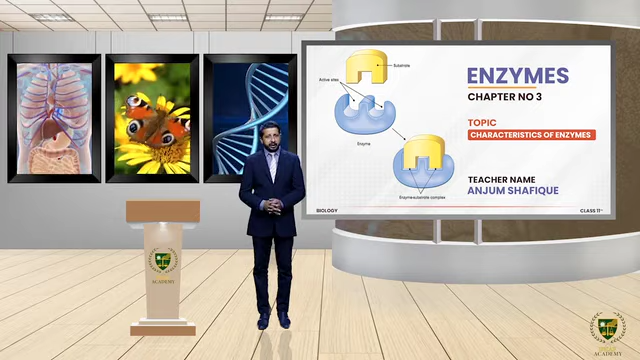 Substrate
Active sites
Enzyme
Enzyme-substrate complex
ENZYMES
CHAPTER NO 3
TOPIC
CHARACTERISTICS OF ENZYMES
TEACHER NAME
ANJUM SHAFIQUE
BIOLOGY
CLASS 11th
ACADEMY
ACADEMY